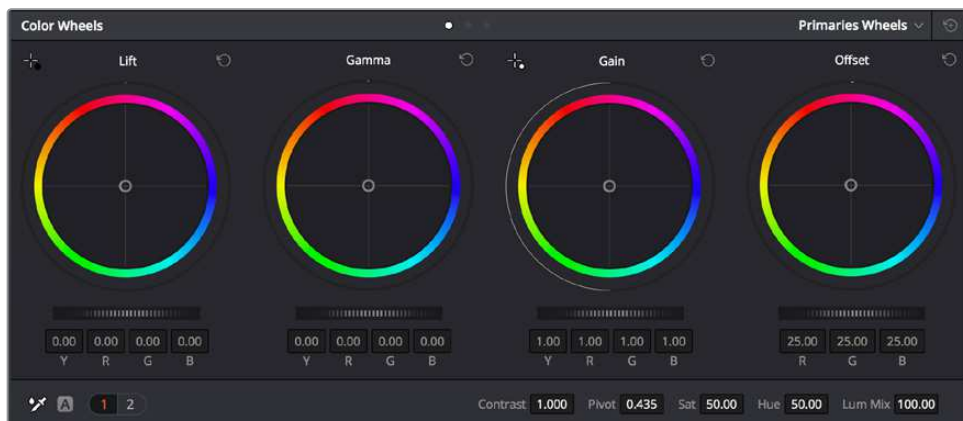 Color Wheels Primaries Wheels
Lift Gamma Gain Offset
0.00 0.00 0.00 0.00 0.00 0.00 0.00 0.00 1.00 1.00 1.00 1.00 25.00 25.00 25.00
Y R G B Y R G B Y R G B R G B
A 1 2 Contrast 1.000 Pivot 0.435 Sat 50.00 Hue 50.00 Lum Mix 100.00